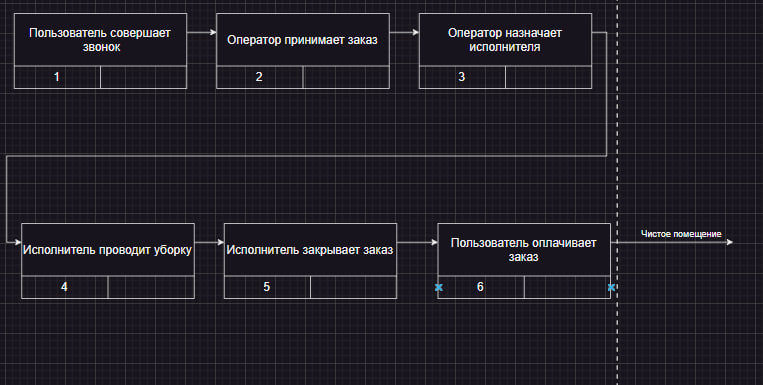 Пользователь совершает
звонок
1
Оператор принимает заказ
2
Оператор назначает
исполнителя
3
Исполнитель проводит уборку
4
Исполнитель закрывает заказ
5
Пользователь оплачивает
заказ
6
Чистое помещение